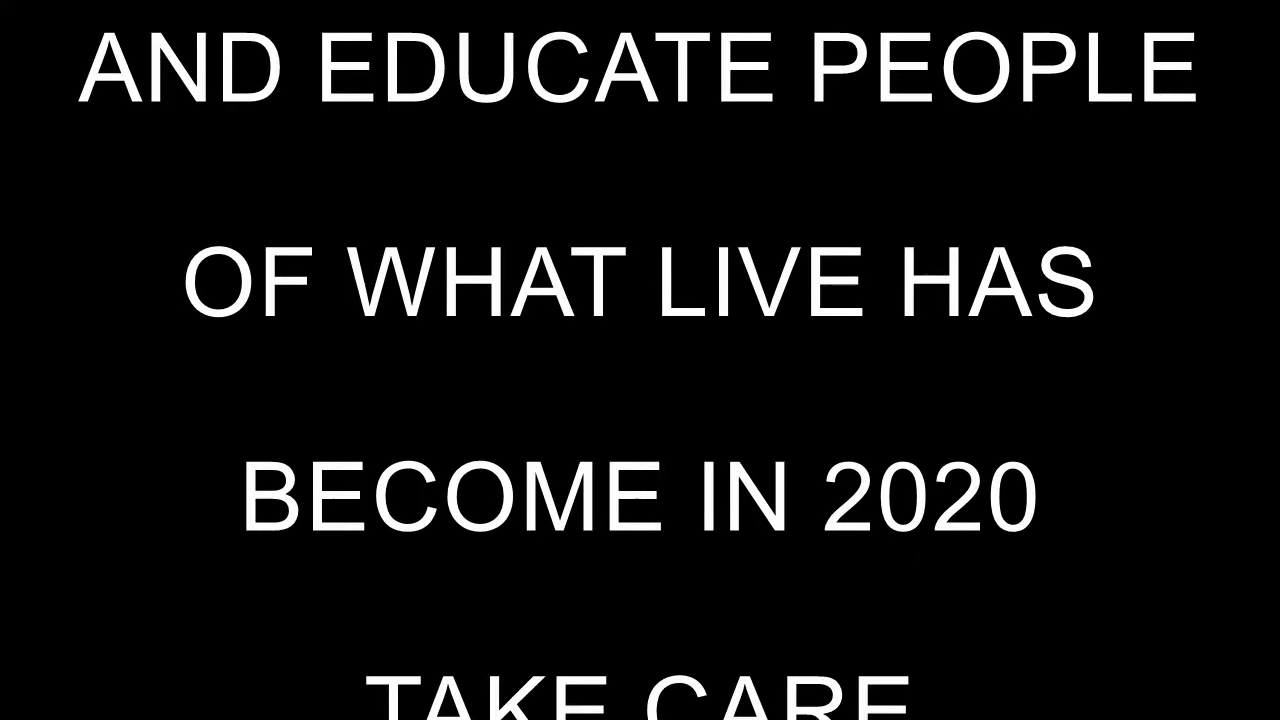 AND EDUCATE PEOPLE
OF WHAT LIVE HAS
BECOME IN 2020
TAKE CARE